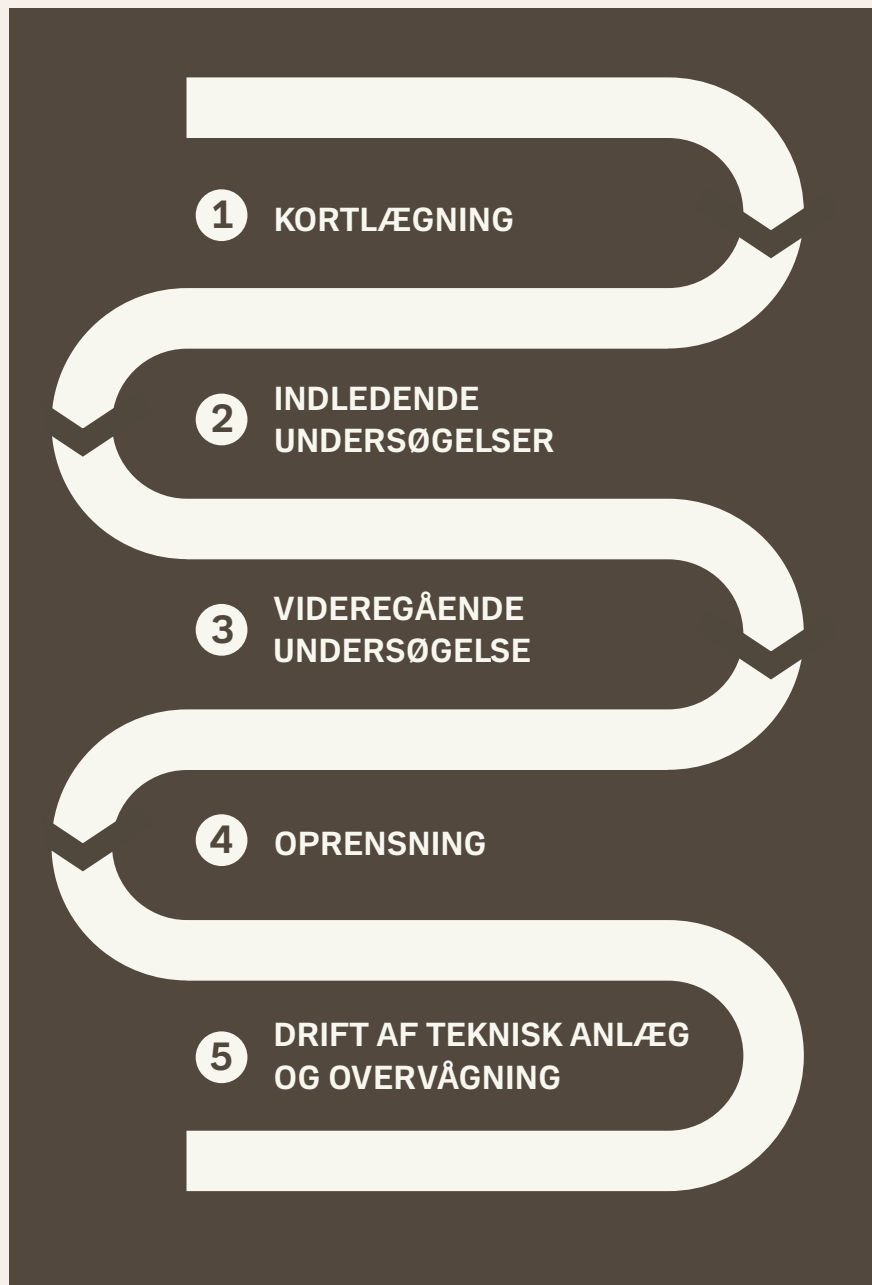 1 KORTLÆGNING
2 INDLEDENDE
UNDERSØGELSER
3 VIDEREGÅENDE
UNDERSØGELSE
4 OPRENSNING
5 DRIFT AF TEKNISK ANLÆG
OG OVERVÅGNING